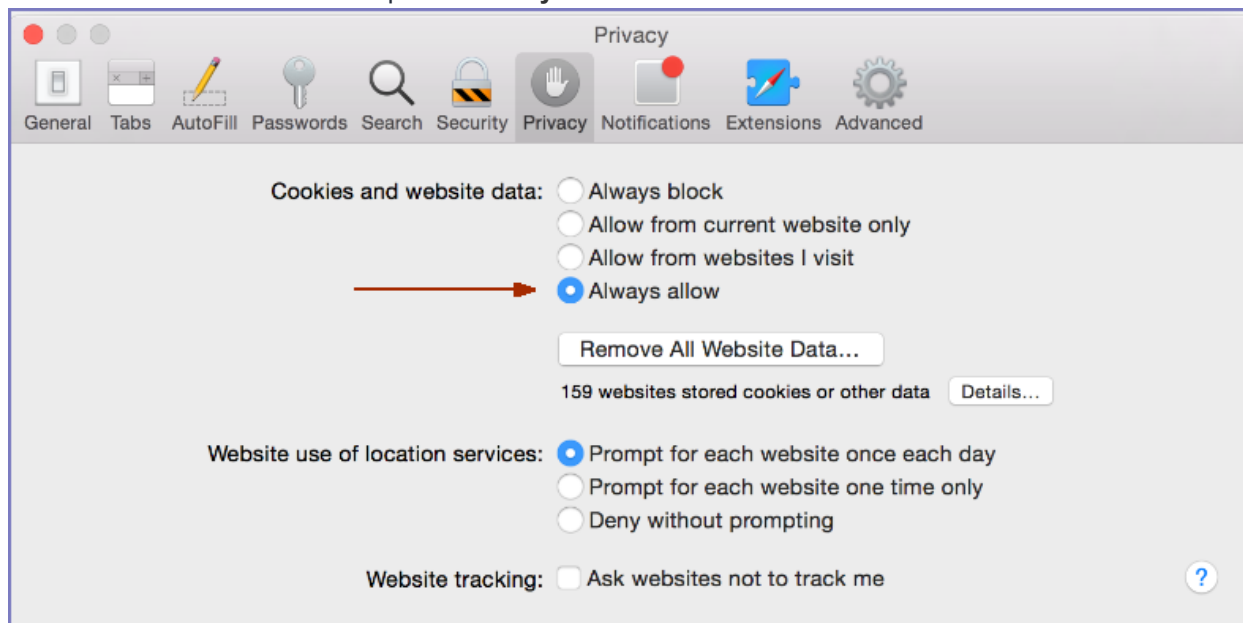 Privacy
General Tabs AutoFill Passwords Search Security Privacy Notifications Extensions Advanced
Cookies and website data: Always block
Allow from current website only
Allow from websites I visit
Always allow
Remove All Website Data...
159 websites stored cookies or other data Details...
Website use of location services: Prompt for each website once each day
Prompt for each website one time only
Deny without prompting
Website tracking: Ask websites not to track me
?